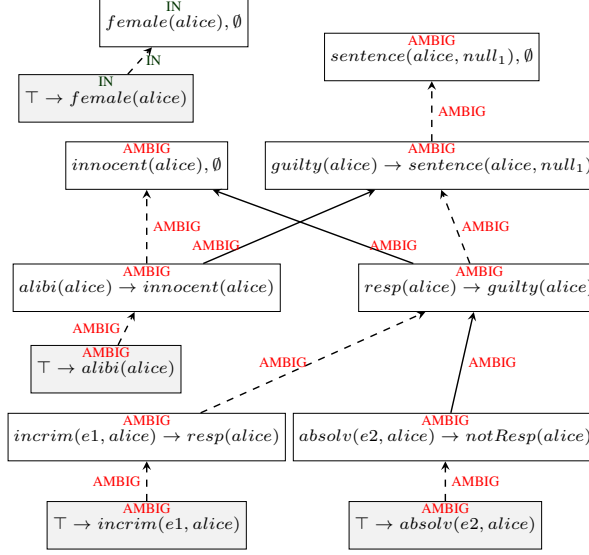 IN
female(alice), ∅
IN
IN
⊤ → female(alice)
AMBIG
sentence(alice, null₁), ∅
AMBIG
innocent(alice), ∅
AMBIG
guilty(alice) → sentence(alice, null₁)
AMBIG
AMBIG
AMBIG
AMBIG
AMBIG
alibi(alice) → innocent(alice)
AMBIG
resp(alice) → guilty(alice)
AMBIG
AMBIG
⊤ → alibi(alice)
AMBIG
AMBIG
AMBIG
incrim(e1, alice) → resp(alice)
AMBIG
absolv(e2, alice) → notResp(alice)
AMBIG
AMBIG
AMBIG
⊤ → incrim(e1, alice)
AMBIG
⊤ → absolv(e2, alice)